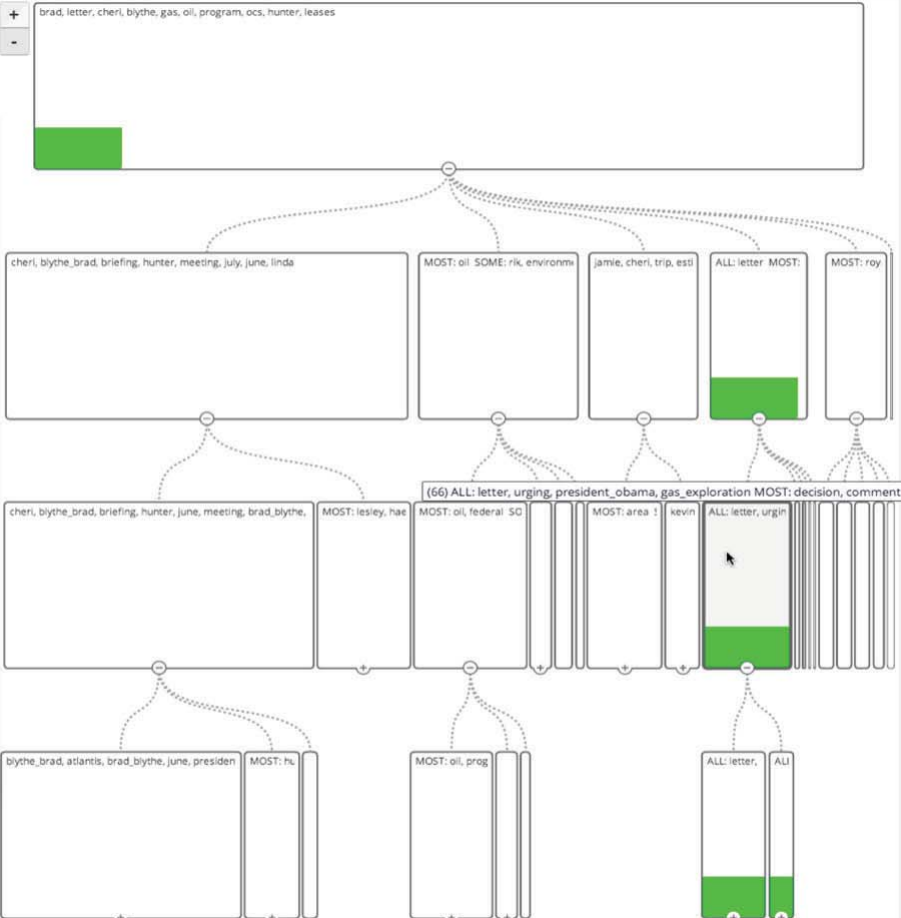 +
-
brad, letter, cheri, blythe, gas, oil, program, ocs, hunter, leases
cheri, blythe_brad, briefing, hunter, meeting, july, june, linda
MOST: oil SOME: rik, environm
jamie, cheri, trip, esti
ALL: letter MOST:
MOST: roy
(66) ALL: letter, urging, president_obama, gas_exploration MOST: decision, comment
cheri, blythe_brad, briefing, hunter, june, meeting, brad_blythe,
MOST: lesley, hae
MOST: oil, federal SO
MOST: area
kevin
ALL: letter, urgin
blythe_brad, atlantis, brad_blythe, june, presiden
MOST: hu
MOST: oil, prog
ALL: letter,
ALI